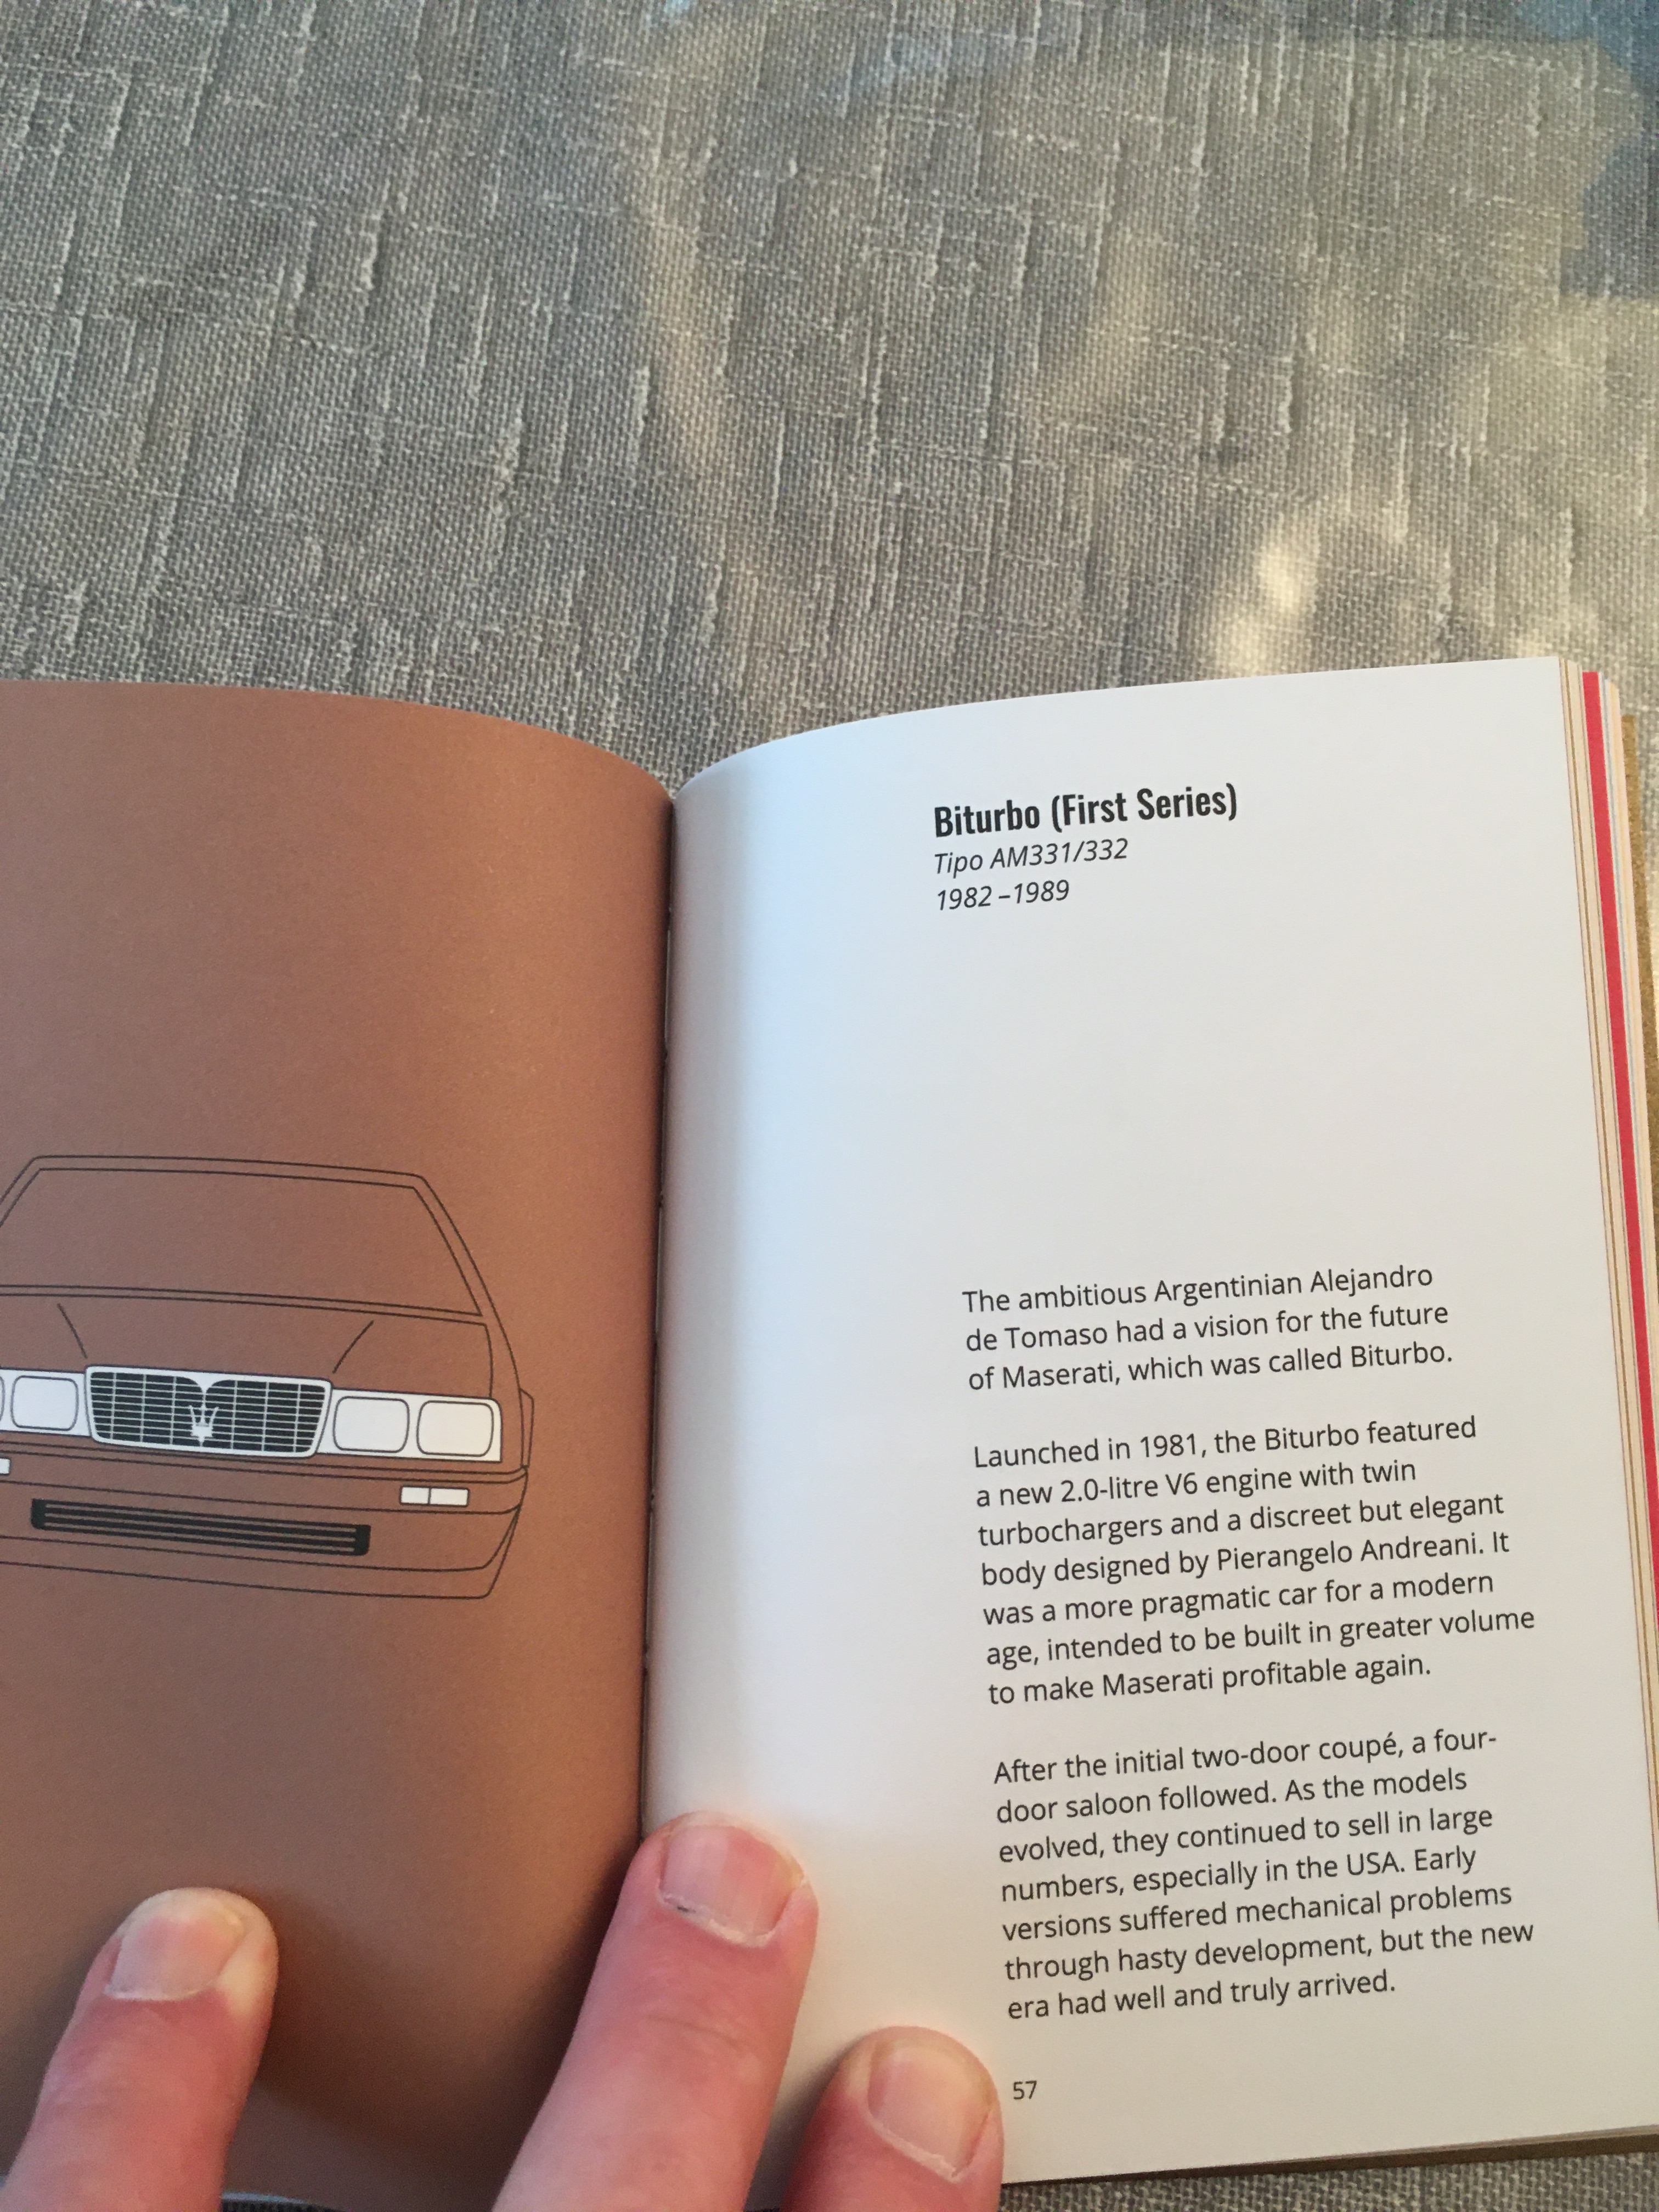 Biturbo (First Series)
Tipo AM331/332
1982–1989
The ambitious Argentinian Alejandro
de Tomaso had a vision for the future
of Maserati, which was called Biturbo.
Launched in 1981, the Biturbo featured
a new 2.0-litre V6 engine with twin
turbochargers and a discreet but elegant
body designed by Pierangelo Andreani. It
was a more pragmatic car for a modern
age, intended to be built in greater volume
to make Maserati profitable again.
After the initial two-door coupé, a four-
door saloon followed. As the models
evolved, they continued to sell in large
numbers, especially in the USA. Early
versions suffered mechanical problems
through hasty development, but the new
era had well and truly arrived.
57